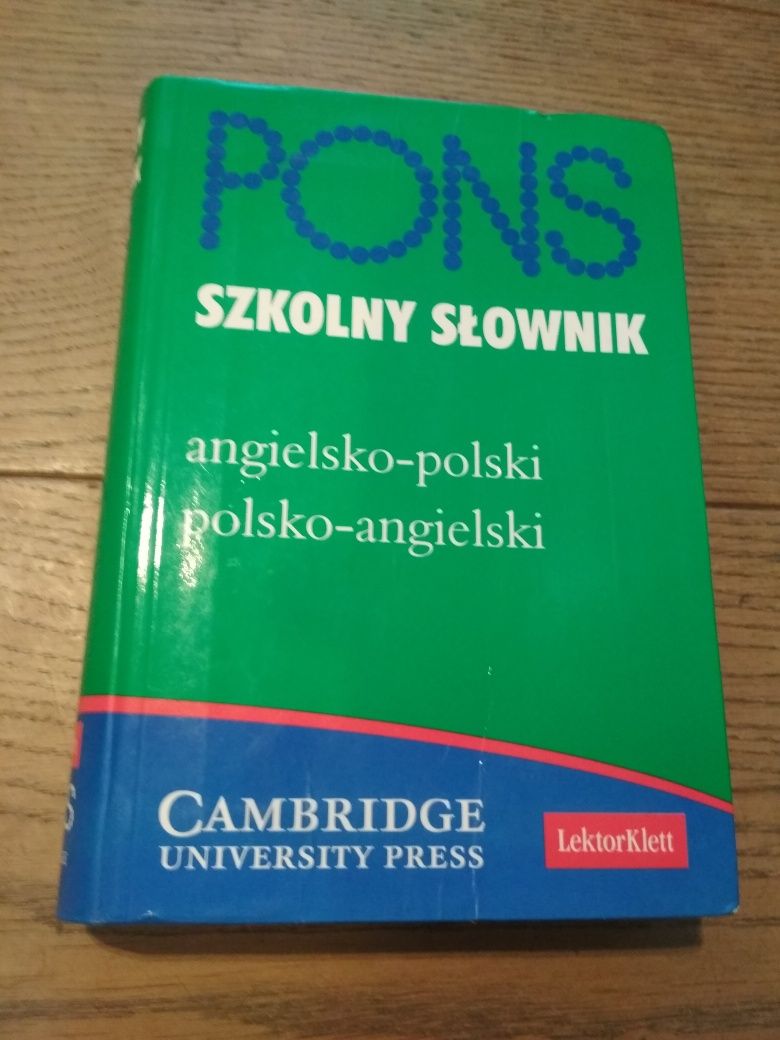 PONS
SZKOLNY SŁOWNIK
angielsko-polski
polsko-angielski
CAMBRIDGE
UNIVERSITY PRESS
LektorKlett